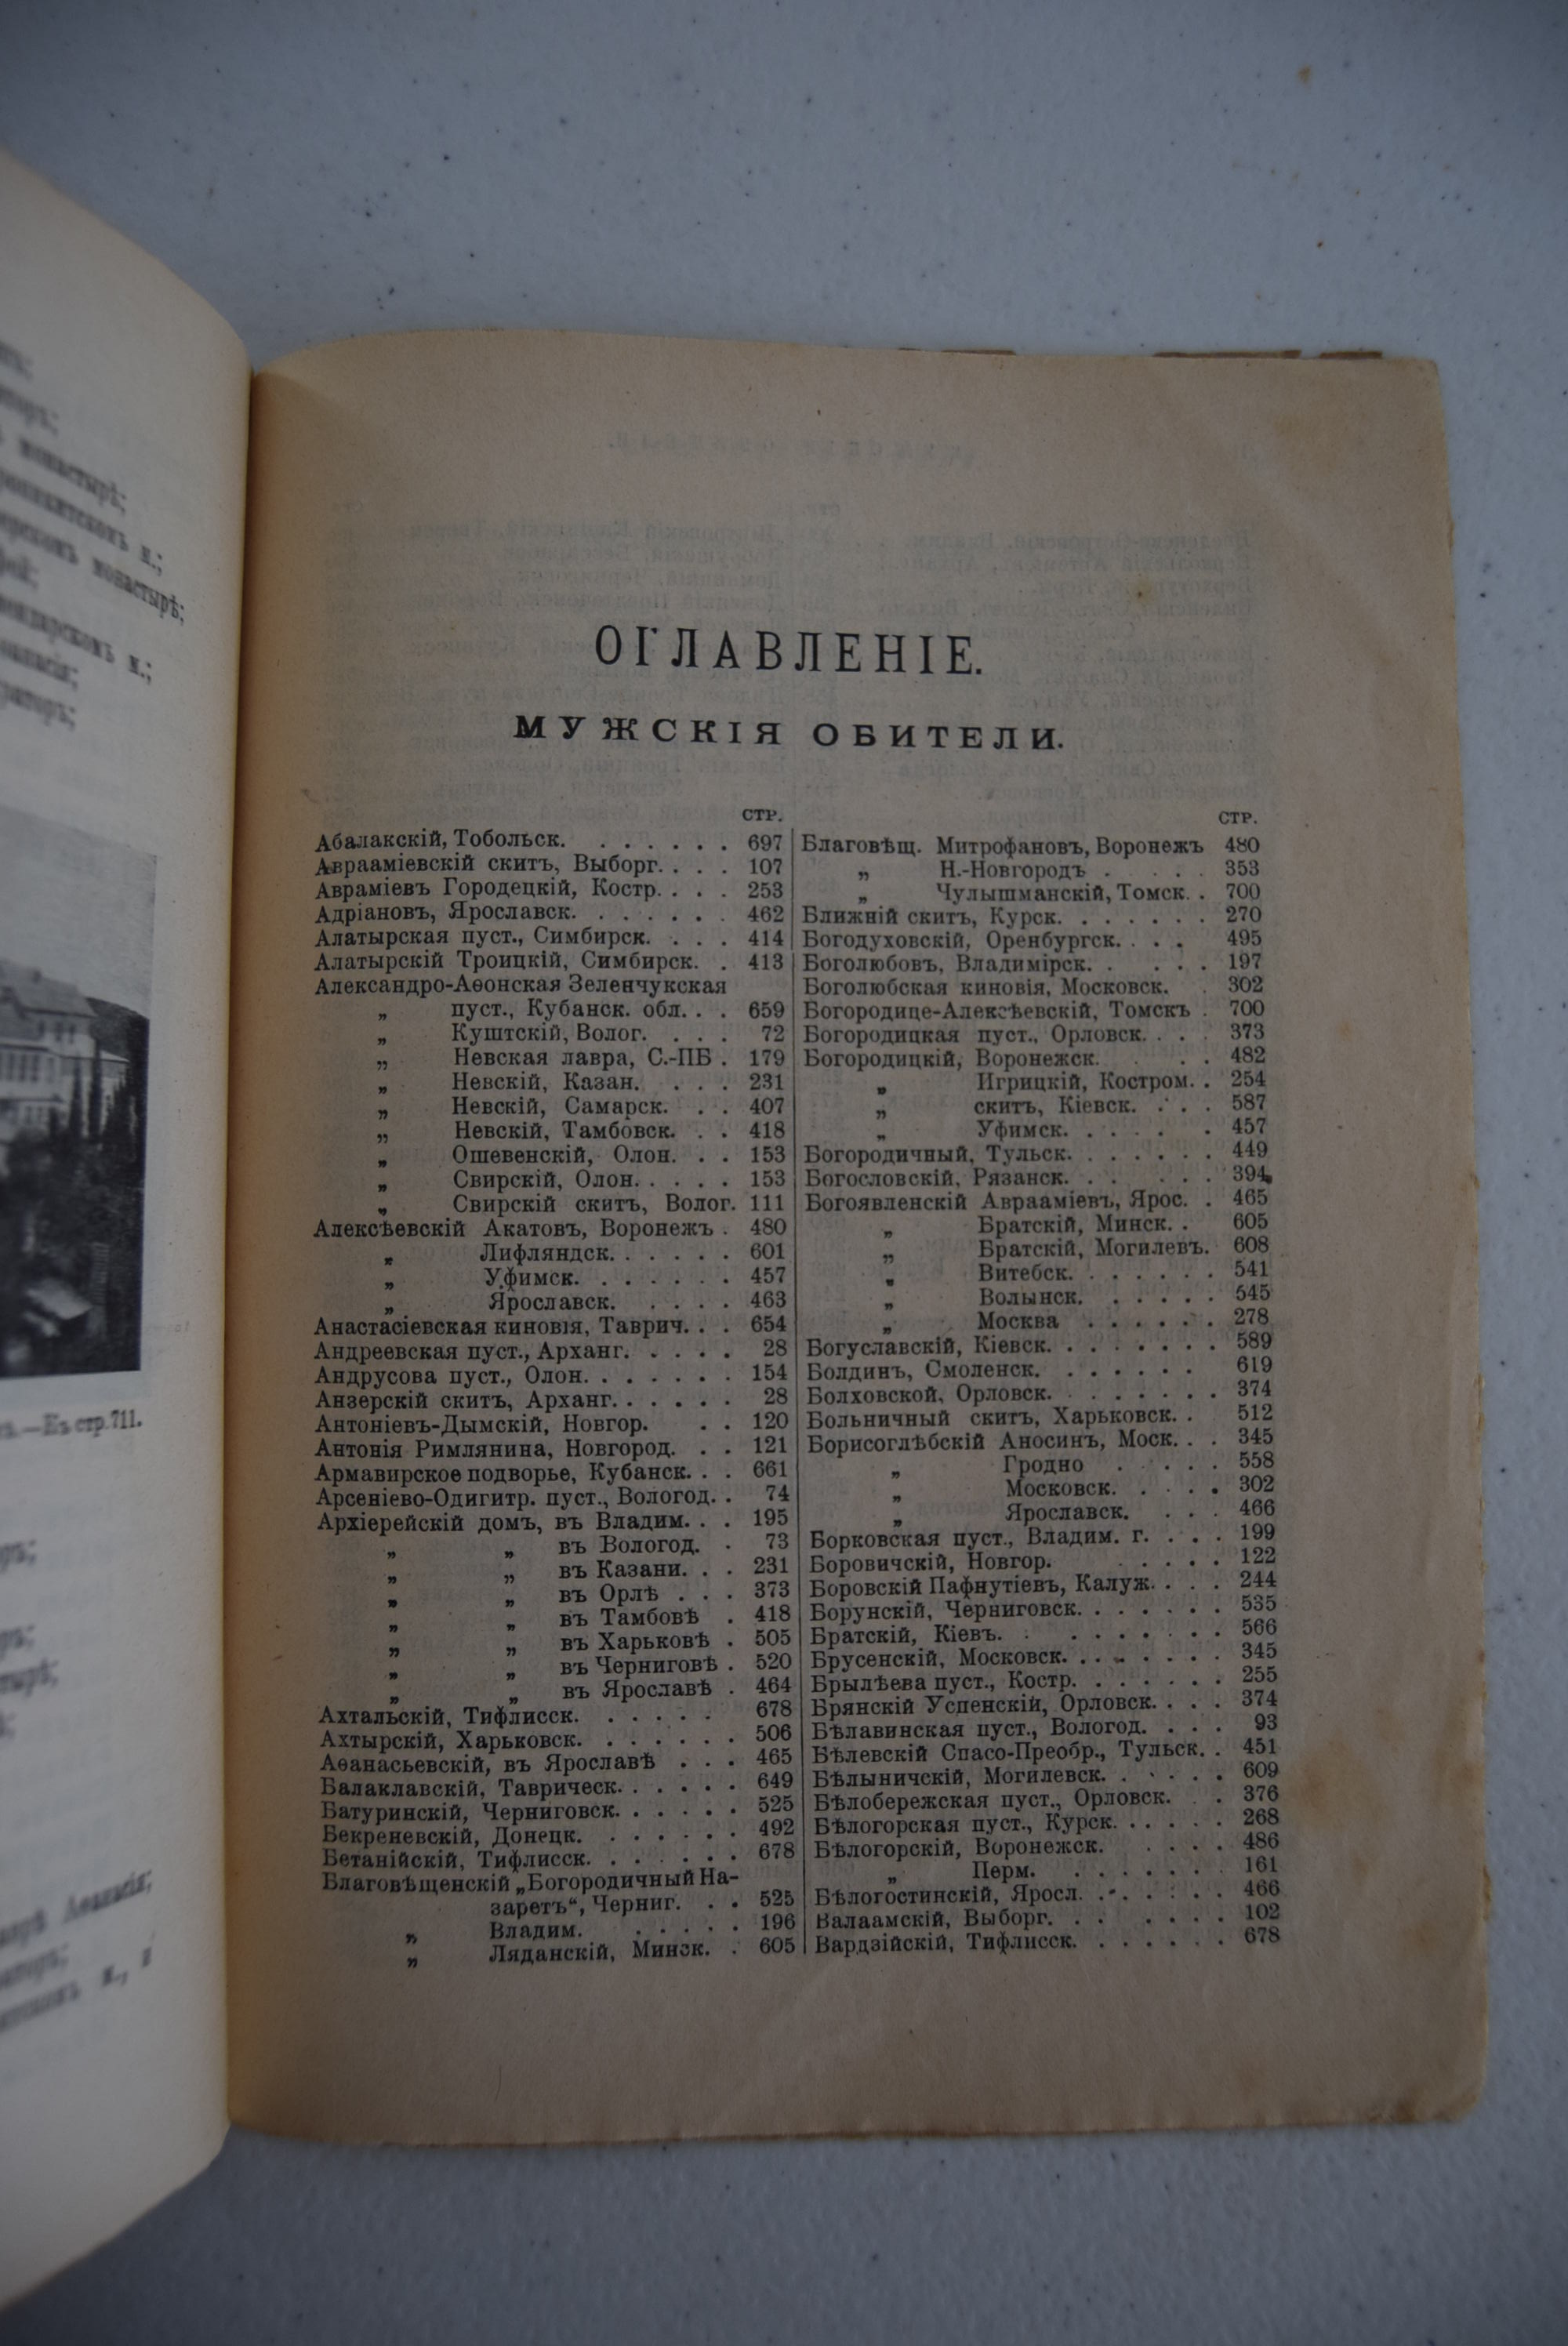 монастырѣ;
монастырѣ;
Къ стр. 711.
ОГЛАВЛЕНІЕ.
МУЖСКІЯ ОБИТЕЛИ.
СТР.
Абалакскій, Тобольск. . . . . . . 697
Авраамiевскій скитъ, Выборг. . . . 107
Авраміевъ Городецкій, Костр. . . . 253
Адріановъ, Ярославск. . . . . . . 462
Алатырская пуст., Симбирск. . . . 414
Алатырскій Троицкій, Симбирск. . 413
Александро-Аѳонская Зеленчукская
„ пуст., Кубанск. обл. . . 659
„ Куштскій, Волог. . . . 72
„ Невская лавра, С.-ПБ . 179
„ Невскій, Казан. . . . 231
„ Невскій, Самарск. . . 407
„ Невскій, Тамбовск. . . 418
„ Ошевенскій, Олон. . . 153
„ Свирскій, Олон. . . . . 153
„ Свирскій скитъ, Волог. 111
Алексѣевскій Акатовъ, Воронежъ . 480
„ Лифляндск. . . . . . 601
„ Уфимск. . . . . . . 457
„ Ярославск. . . . . 463
Анастасіевская киновія, Таврич. . . 654
Андреевская пуст., Арханг. . . . . 28
Андрусова пуст., Олон. . . . . . . 154
Анзерскій скитъ, Арханг. . . . . . 28
Антоніевъ-Дымскій, Новгор. . . 120
Антонія Римлянина, Новгород. . . 121
Армавирское подворье, Кубанск. . . 661
Арсеніево-Одигитр. пуст., Вологод. . 74
Архіерейскій домъ, въ Владим. . . 195
„ „ въ Вологод. . 73
„ „ въ Казани. . . 231
„ „ въ Орлѣ . . . 373
„ „ въ Тамбовѣ . 418
„ „ въ Харьковѣ . 505
„ „ въ Черниговѣ . 520
„ „ въ Ярославѣ . 464
Ахтальскій, Тифлисск. . . . . . 678
Ахтырскій, Харьковск. . . . . . . 506
Аѳанасьевскій, въ Ярославѣ . . . 465
Балаклавскій, Таврическ. . . . . . 649
Батуринскій, Черниговск. . . . . . 525
Бекреневскій, Донецк. . . . . . . 492
Бетанійскій, Тифлисск. . . . . . . 678
Благовѣщенскій „Богородичный На-
заретъ“, Черниг. . . 525
„ Владим. . . . . . 196
„ Ляданскій, Минск. . 605
СТР.
Благовѣщ. Митрофановъ, Воронежъ 480
„ Н.-Новгородъ . . . . 353
„ Чулышманскій, Томск. . 700
Ближній скитъ, Курск. . . . . . . 270
Богодуховскій, Оренбургск. . . . 495
Боголюбовъ, Владимірск. . . . . 197
Боголюбская киновія, Московск. . 302
Богородице-Алексѣевскій, Томскъ . 700
Богородицкая пуст., Орловск. . . . 373
Богородицкій, Воронежск. . . 482
„ Игрицкій, Костром. . 254
„ скитъ, Кіевск. . . . 587
„ Уфимск. . . . . . 457
Богородичный, Тульск. . . . . . . 449
Богословскій, Рязанск. . . . . . 394
Богоявленскій Авраамiевъ, Ярос. . 465
„ Братскій, Минск. . 605
„ Братскій, Могилевъ. 608
„ Витебск. . . . . . . 541
„ Волынск. . . . . . 545
„ Москва . . . . . . 278
Богуславскій, Кіевск. . . . . . . . 589
Болдинъ, Смоленск. . . . . . . 619
Болховской, Орловск. . . . . . . . 374
Больничный скитъ, Харьковск. . 512
Борисоглѣбскій Аносинъ, Моск. . . 345
„ Гродно . . . . . 558
„ Московск. . . . . 302
„ Ярославск. . . . 466
Борковская пуст., Владим. г. . . . 199
Боровичскій, Новгор. . . . . . 122
Боровскій Пафнутіевъ, Калуж. . . . 244
Борунскій, Черниговск. . . . . . . 535
Братскій, Кіевъ. . . . . . . . . 566
Брусенскій, Московск. . . . . . . . 345
Брылѣева пуст., Костр. . . . . . . 255
Брянскій Успенскій, Орловск. . . . 374
Бѣлавинская пуст., Вологод. . . . 93
Бѣлевскій Спасо-Преобр., Тульск. . 451
Бѣлыничскій, Могилевск. . . . . . 609
Бѣлобережская пуст., Орловск. . . 376
Бѣлогорская пуст., Курск. . . . . . 268
Бѣлогорскій, Воронежск. . . . . 486
„ Перм. . . . . . . . 161
Бѣлогостинскій, Яросл. . . . . . . 466
Валаамскій, Выборг. . . . . . . 102
Вардзійскій, Тифлисск. . . . . . . 678